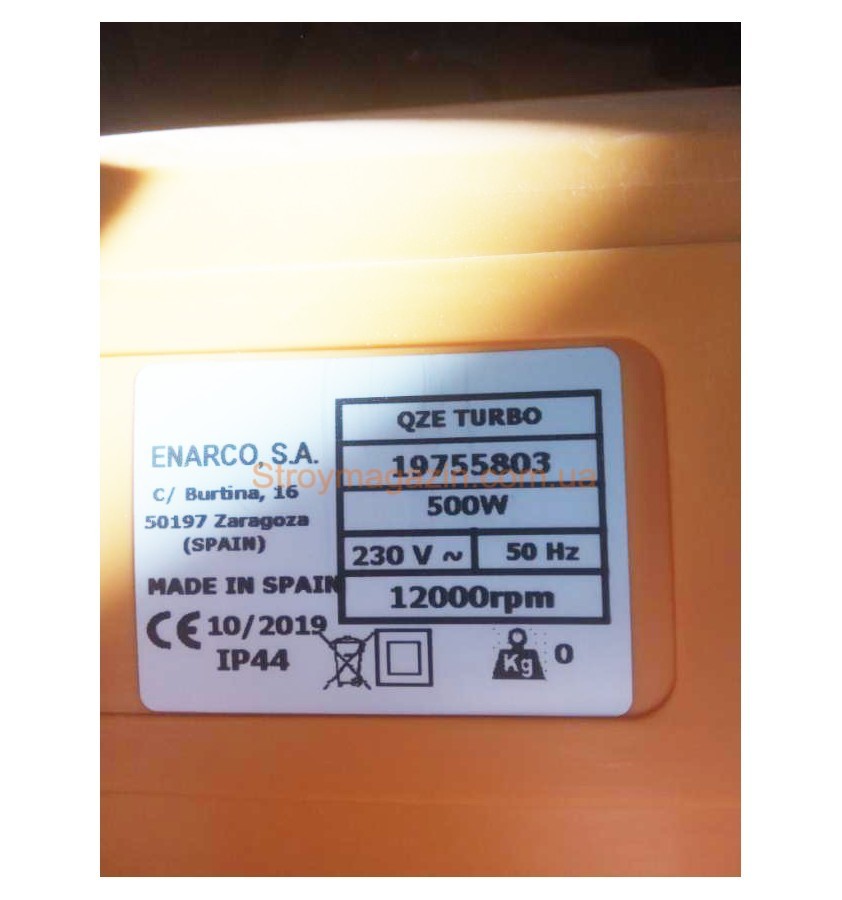 ENARCO, S.A.
C/ Burtina, 16
50197 Zaragoza
(SPAIN)
MADE IN SPAIN
CE 10/2019
IP44
QZE TURBO
19755803
500W
230 V ~ 50 Hz
12000rpm
Kg 0
Stroymagazin.com.ua